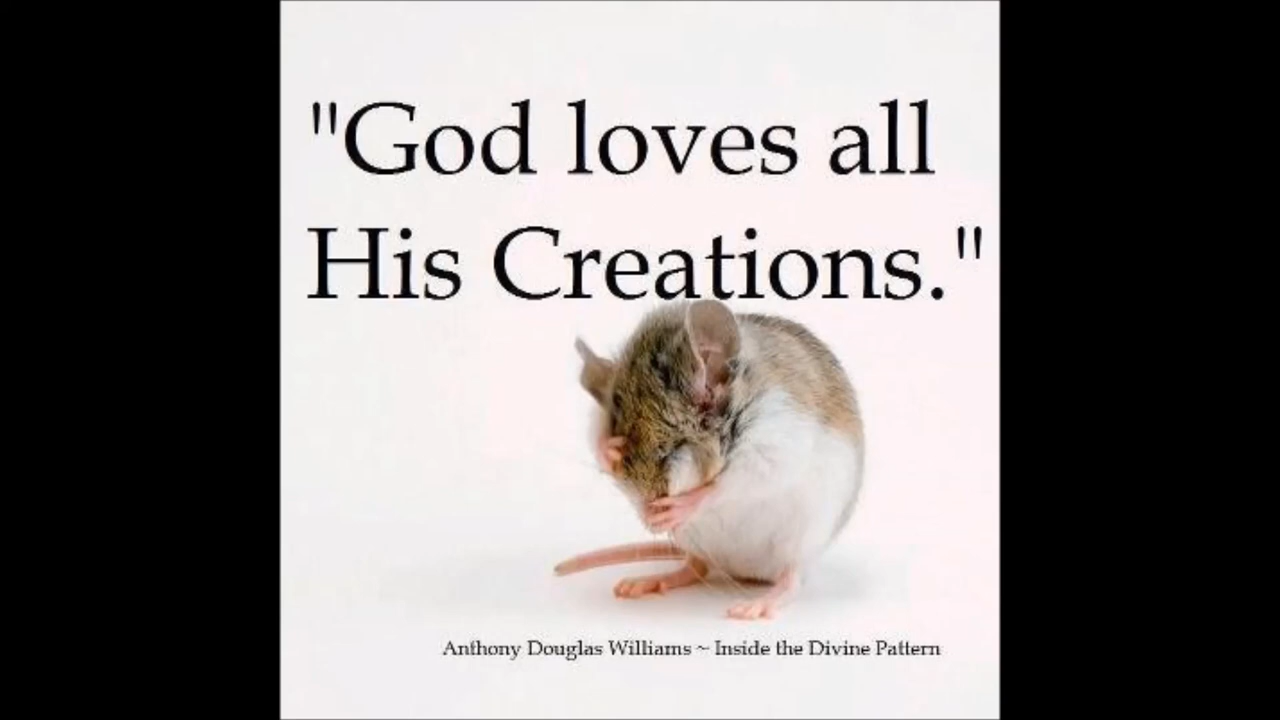 "God loves all
His Creations."
Anthony Douglas Williams ~ Inside the Divine Pattern